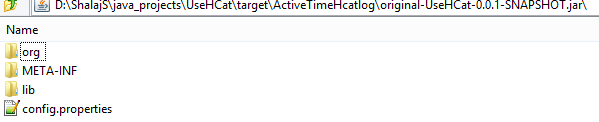 D:\ShalajS\java_projects\UseHCat\target\ActiveTimeHcatlog\original-UseHCat-0.0.1-SNAPSHOT.jar\
Name
org
META-INF
lib
config.properties